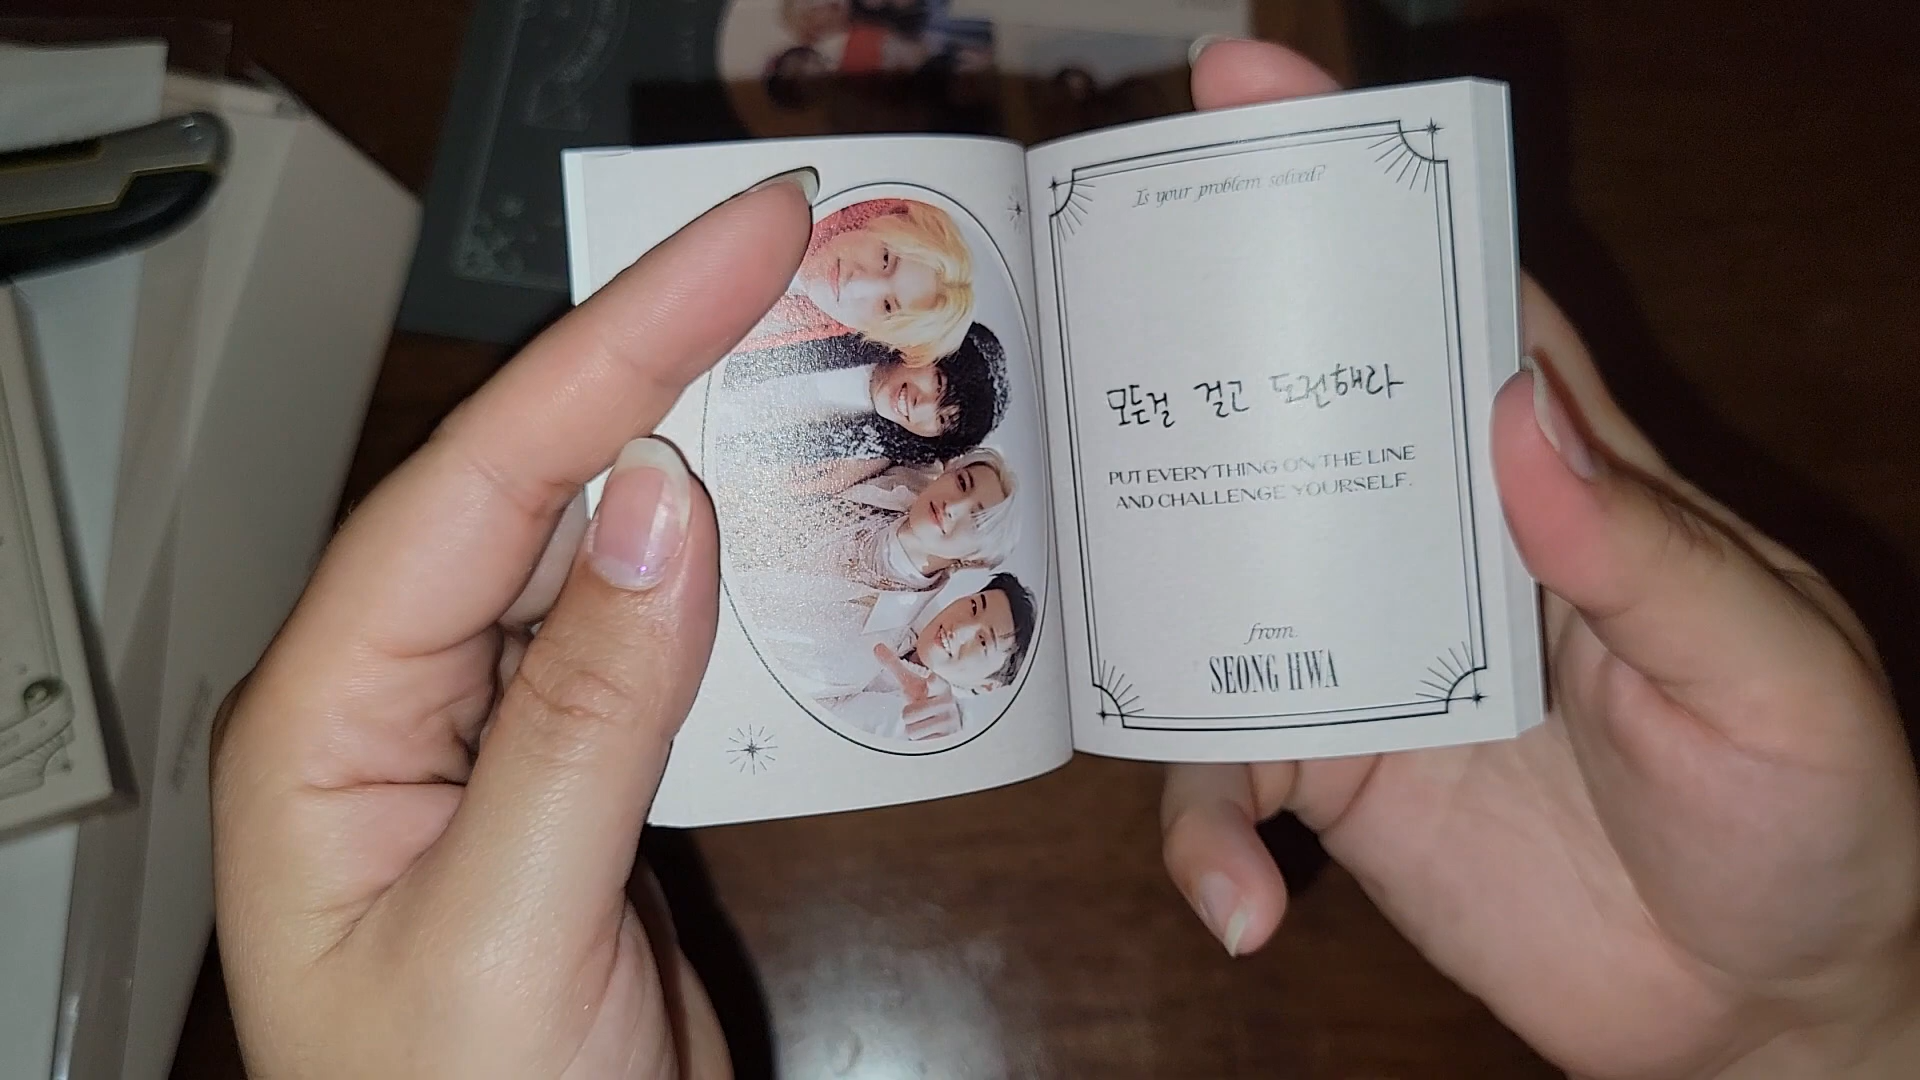 Is your problem solved?
모든걸 걸고 도전해라
PUT EVERYTHING ON THE LINE
AND CHALLENGE YOURSELF.
from.
SEONG HWA